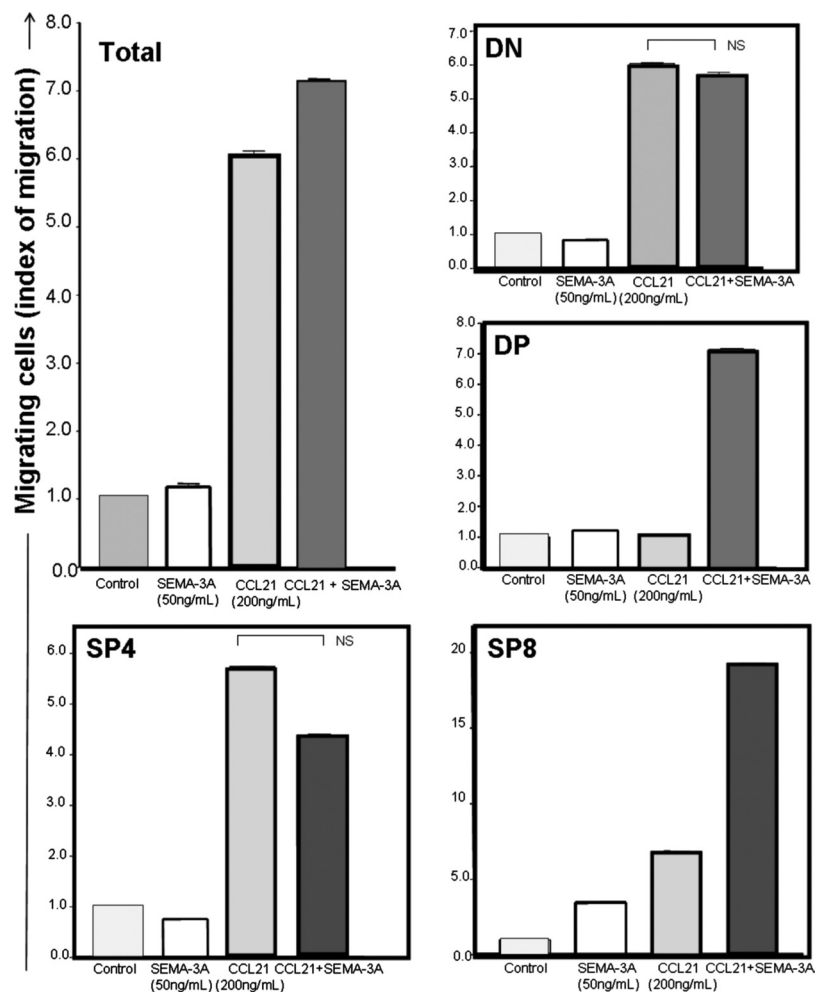 Migrating cells (index of migration)
Total
8.0
7.0
6.0
5.0
4.0
3.0
2.0
1.0
0.0
Control SEMA-3A CCL21 CCL21 + SEMA-3A
(50ng/mL) (200ng/mL)
DN
NS
7.0
6.0
5.0
4.0
3.0
2.0
1.0
0.0
Control SEMA-3A CCL21 CCL21+SEMA-3A
(50ng/mL) (200ng/mL)
DP
8.0
7.0
6.0
5.0
4.0
3.0
2.0
1.0
0.0
Control SEMA-3A CCL21 CCL21+SEMA-3A
(50ng/mL) (200ng/mL)
SP4
NS
6.0
5.0
4.0
3.0
2.0
1.0
0.0
Control SEMA-3A CCL21 CCL21+SEMA-3A
(50ng/mL) (200ng/mL)
SP8
20
15
10
5.0
0.0
Control SEMA-3A CCL21 CCL21+SEMA-3A
(50ng/mL) (200ng/mL)